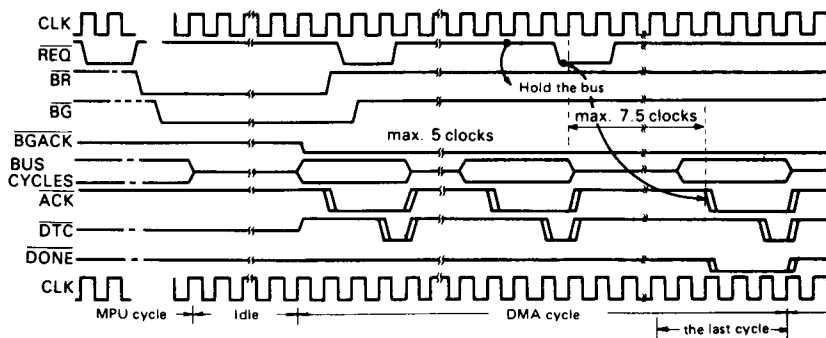 CLK
REQ
BR
Hold the bus
BG
max. 7.5 clocks
BGACK
max. 5 clocks
BUS
CYCLES
ACK
DTC
DONE
CLK
MPU cycle
Idle
DMA cycle
the last cycle